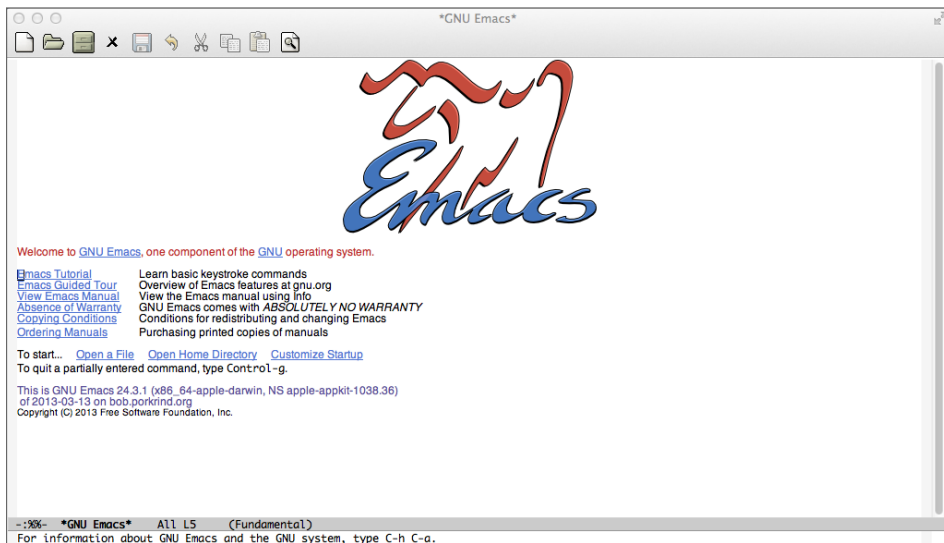 *GNU Emacs*
Emacs
Welcome to GNU Emacs, one component of the GNU operating system.
Emacs Tutorial Learn basic keystroke commands
Emacs Guided Tour Overview of Emacs features at gnu.org
View Emacs Manual View the Emacs manual using Info
Absence of Warranty GNU Emacs comes with ABSOLUTELY NO WARRANTY
Copying Conditions Conditions for redistributing and changing Emacs
Ordering Manuals Purchasing printed copies of manuals
To start... Open a File Open Home Directory Customize Startup
To quit a partially entered command, type Control-g.
This is GNU Emacs 24.3.1 (x86_64-apple-darwin, NS apple-appkit-1038.36)
of 2013-03-13 on bob.porkrind.org
Copyright (C) 2013 Free Software Foundation, Inc.
-:%%- *GNU Emacs* All L5 (Fundamental)
For information about GNU Emacs and the GNU system, type C-h C-a.